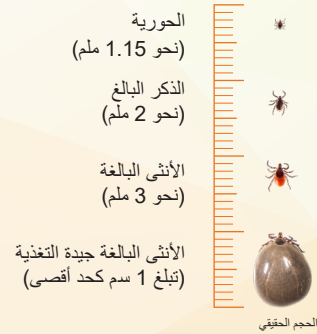 الحورية
(نحو 1.15 ملم)
الذكر البالغ
(نحو 2 ملم)
الأنثى البالغة
(نحو 3 ملم)
الأنثى البالغة جيدة التغذية
(تبلغ 1 سم كحد أقصى)
الحجم الحقيقي